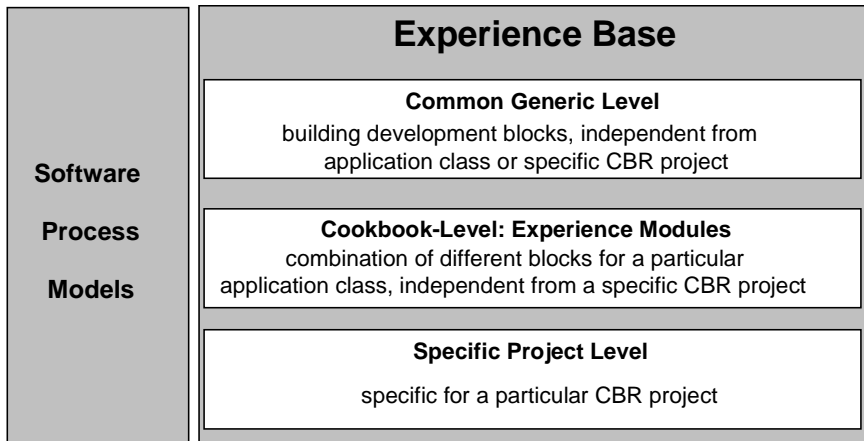 Software
Process
Models
Experience Base
Common Generic Level
building development blocks, independent from
application class or specific CBR project
Cookbook-Level: Experience Modules
combination of different blocks for a particular
application class, independent from a specific CBR project
Specific Project Level
specific for a particular CBR project